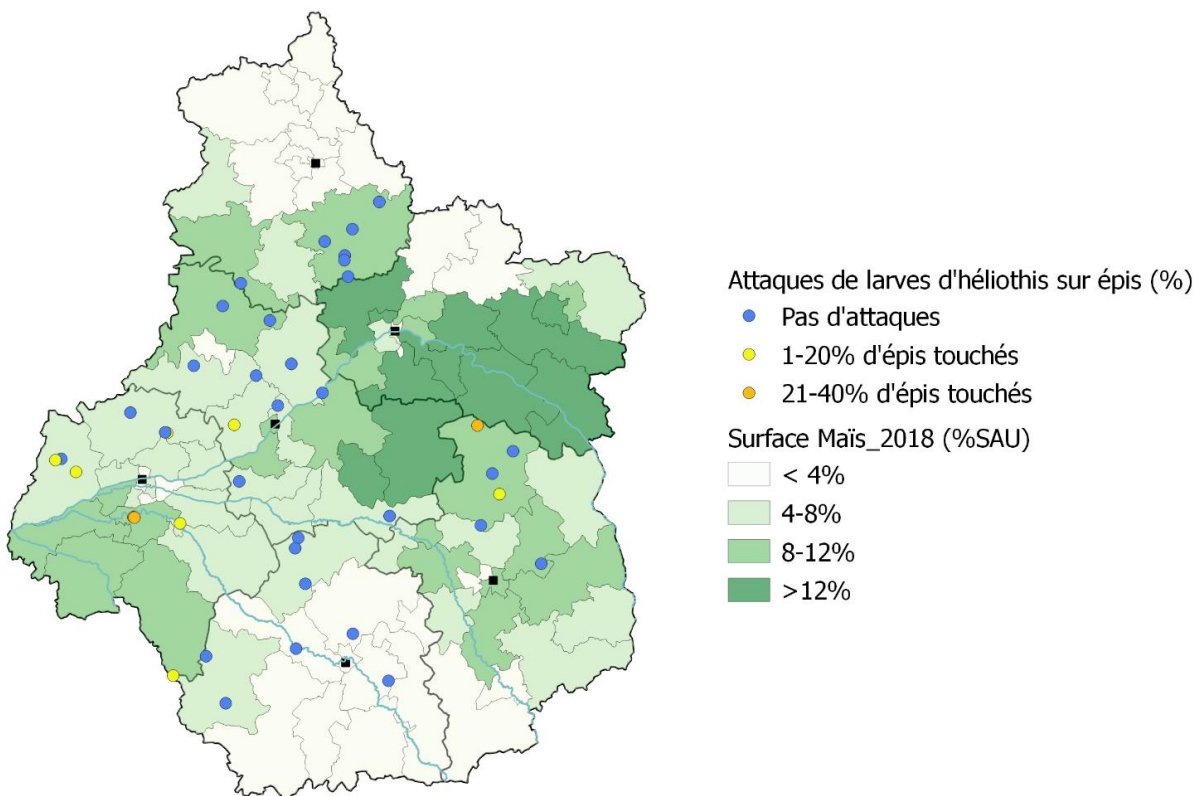 Attaques de larves d'héliothis sur épis (%)
Pas d'attaques
1-20% d'épis touchés
21-40% d'épis touchés
Surface Maïs_2018 (%SAU)
< 4%
4-8%
8-12%
>12%